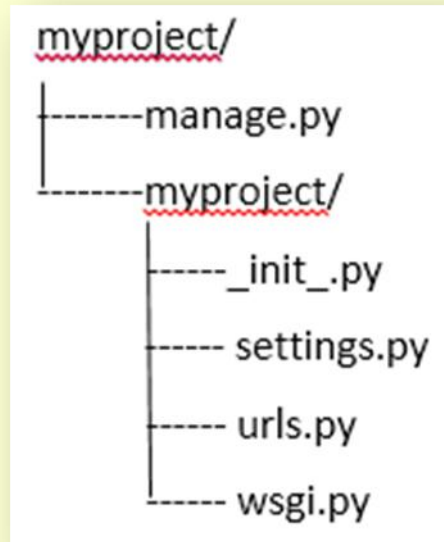 myproject/
manage.py
myproject/
_init_.py
settings.py
urls.py
wsgi.py